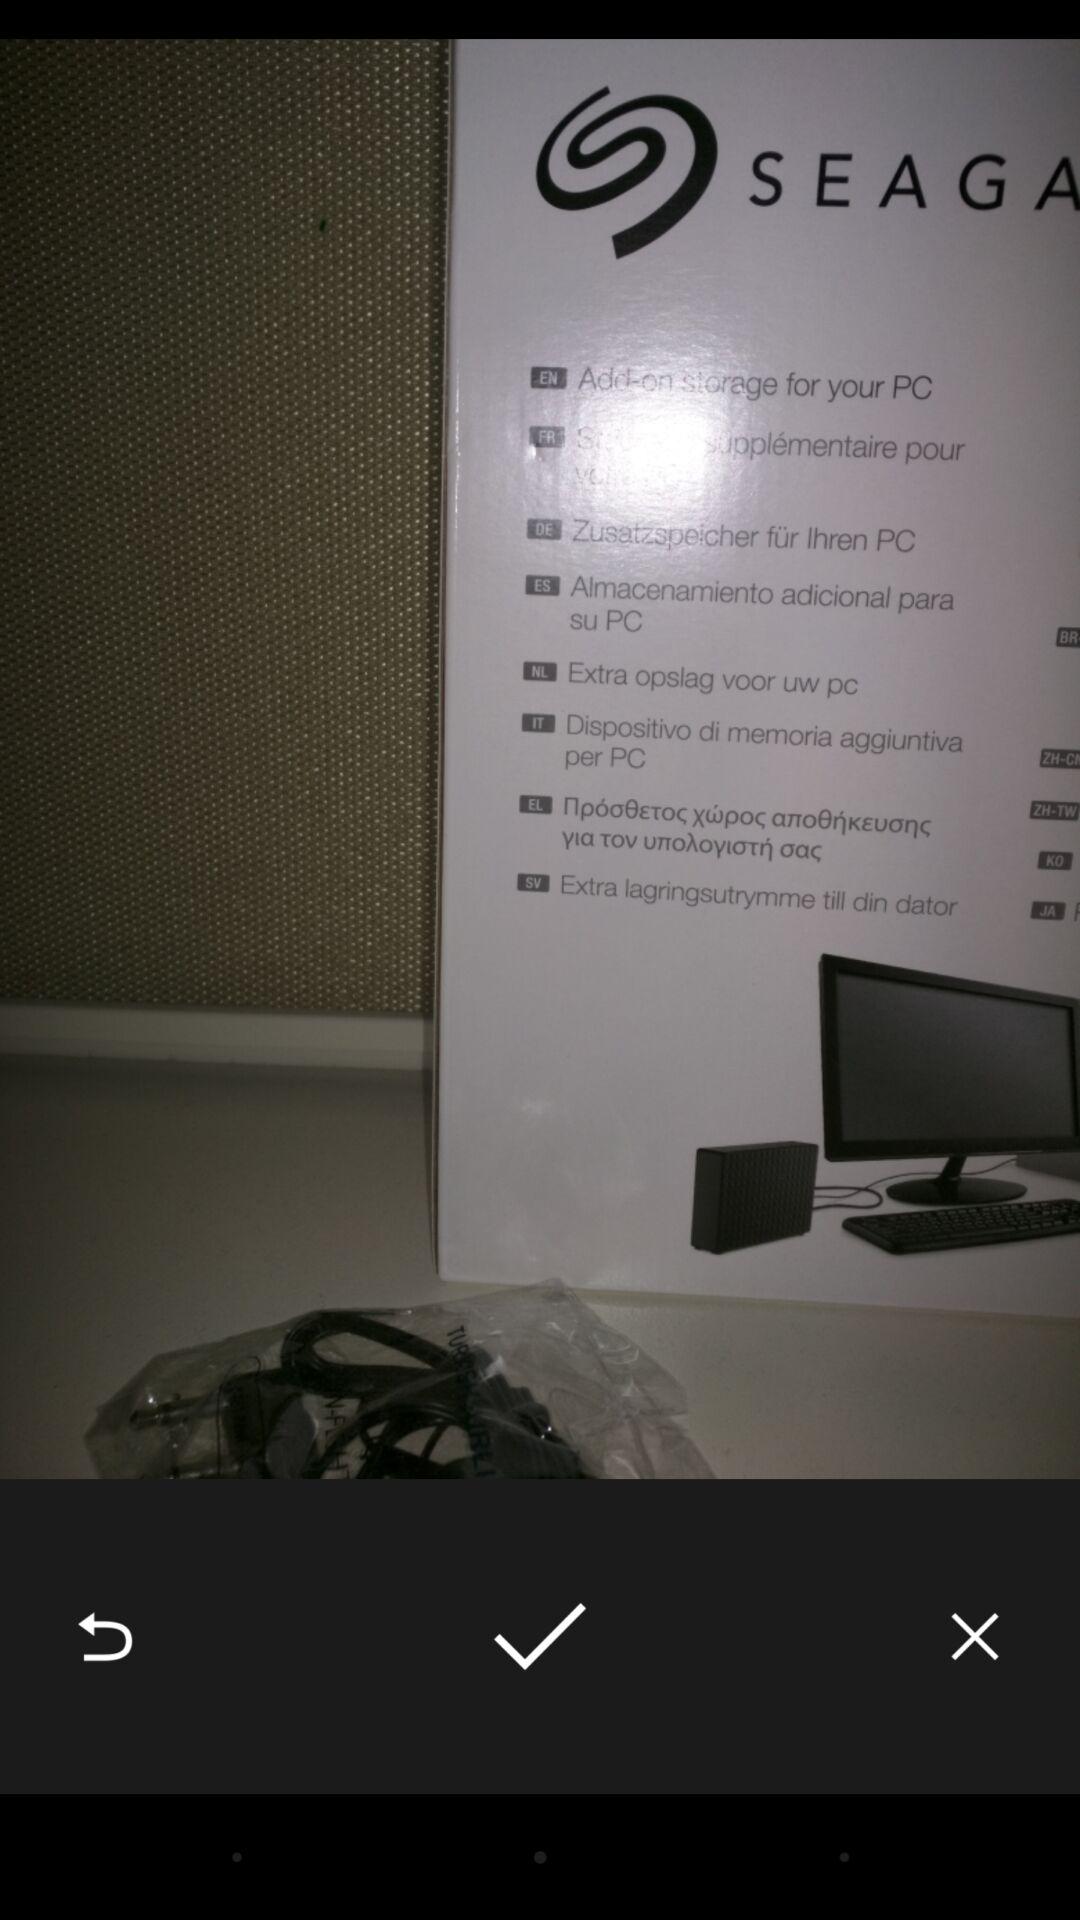 SEAGA
EN Add-on storage for your PC
FR supplémentaire pour
DE Zusatzspeicher für Ihren PC
ES Almacenamiento adicional para
su PC
NL Extra opslag voor uw pc
IT Dispositivo di memoria aggiuntiva
per PC
EL Πρόσθετος χώρος αποθήκευσης
για τον υπολογιστή σας
SV Extra lagringsutrymme till din dator
BR-
ZH-CN
ZH-TW
KO
JA